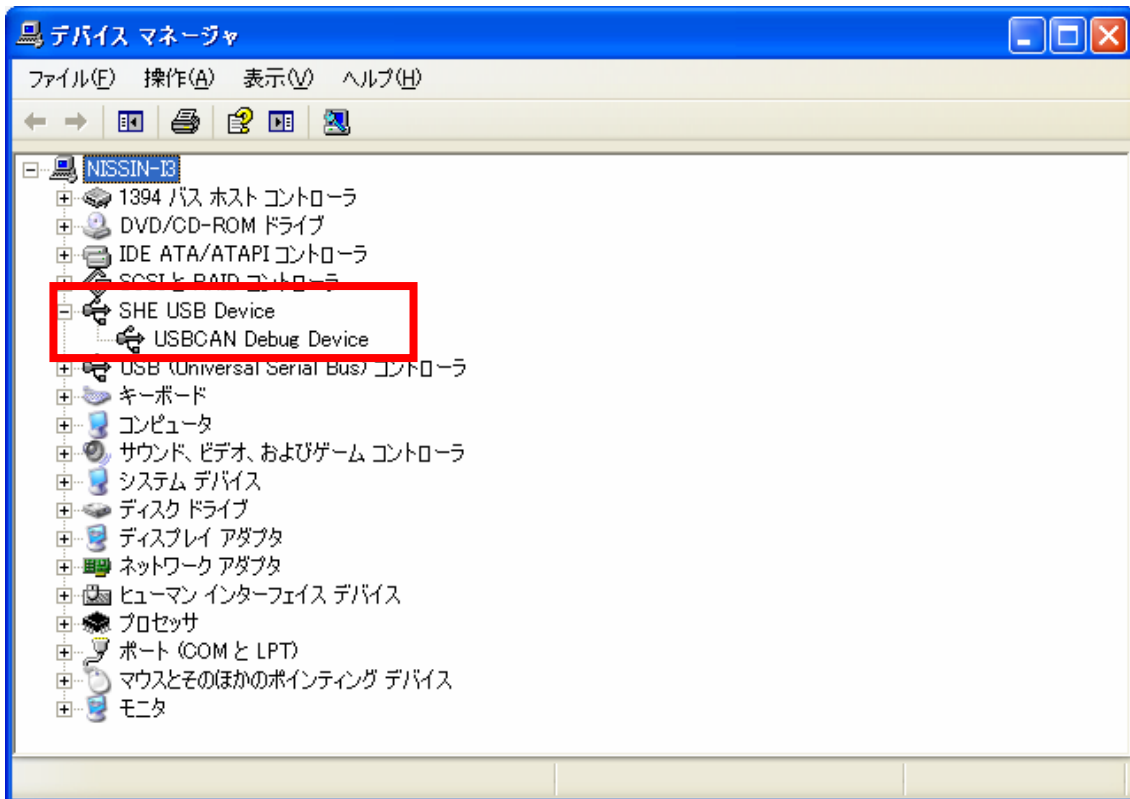 デバイス マネージャ
ファイル(F) 操作(A) 表示(V) ヘルプ(H)
NISSIN-I3
1394 バス ホスト コントローラ
DVD/CD-ROM ドライブ
IDE ATA/ATAPI コントローラ
SCSI と RAID コントローラ
SHE USB Device
USBCAN Debug Device
USB (Universal Serial Bus) コントローラ
キーボード
コンピュータ
サウンド、ビデオ、およびゲーム コントローラ
システム デバイス
ディスク ドライブ
ディスプレイ アダプタ
ネットワーク アダプタ
ヒューマン インターフェイス デバイス
プロセッサ
ポート (COM と LPT)
マウスとそのほかのポインティング デバイス
モニタ